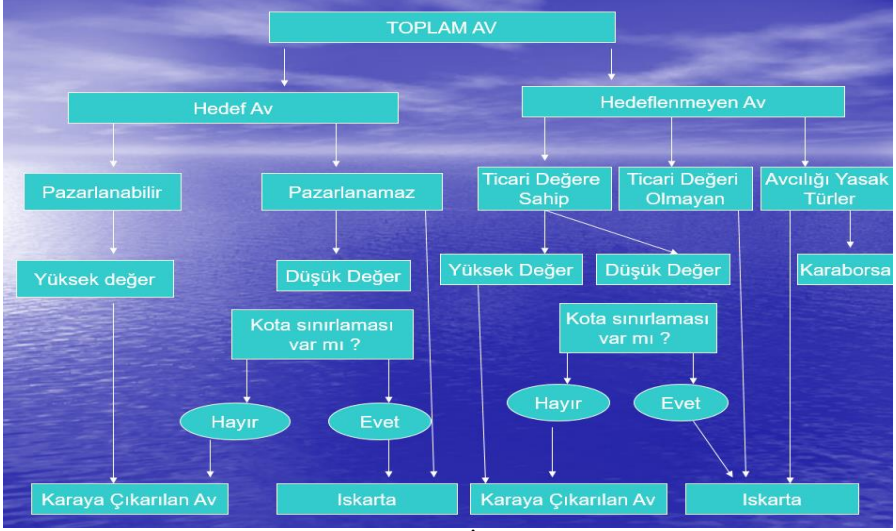 TOPLAM AV
Hedef Av
Hedeflenmeyen Av
Pazarlanabilir
Pazarlanamaz
Ticari Değere
Sahip
Ticari Değeri
Olmayan
Avcılığı Yasak
Türler
Yüksek değer
Düşük Değer
Yüksek Değer
Düşük Değer
Karaborsa
Kota sınırlaması
var mı ?
Kota sınırlaması
var mı ?
Hayır
Evet
Hayır
Evet
Karaya Çıkarılan Av
Iskarta
Karaya Çıkarılan Av
Iskarta